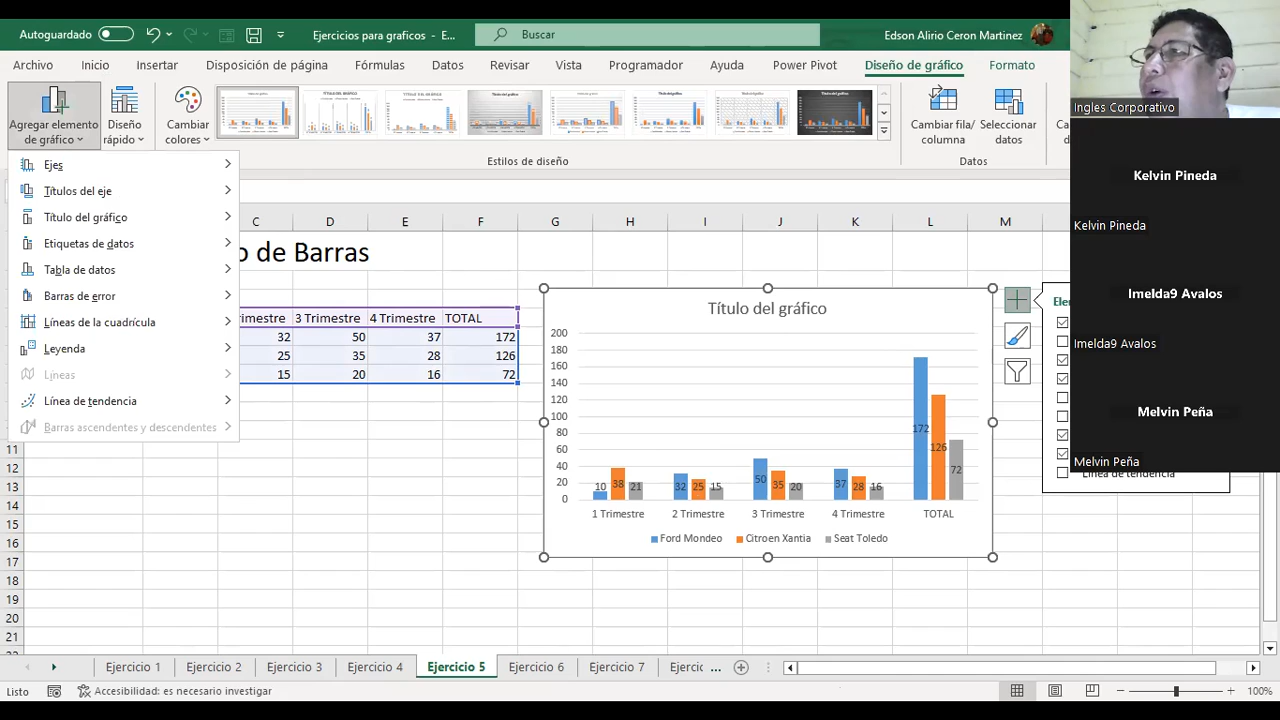 Autoguardado
Ejercicios para graficos - E...
Buscar
Edson Alirio Ceron Martinez
Archivo Inicio Insertar Disposición de página Fórmulas Datos Revisar Vista Programador Ayuda Power Pivot Diseño de gráfico Formato
Agregar elemento de gráfico
Diseño rápido
Cambiar colores
Estilos de diseño
Cambiar fila/ columna
Seleccionar datos
Datos
Ejes
Títulos del eje
Título del gráfico
Etiquetas de datos
Tabla de datos
Barras de error
Líneas de la cuadrícula
Leyenda
Líneas
Línea de tendencia
Barras ascendentes y descendentes
C D E F G H I J K L M
o de Barras
rimestre 3 Trimestre 4 Trimestre TOTAL
32 50 37 172
25 35 28 126
15 20 16 72
11
12
13
14
15
16
17
18
19
20
21
Título del gráfico
200
180
160
140
120
100
80
60
40
20
0
10 38 21 32 25 15 50 35 20 37 28 16 172 126 72
1 Trimestre 2 Trimestre 3 Trimestre 4 Trimestre TOTAL
Ford Mondeo Citroen Xantia Seat Toledo
Ele
Línea de tendencia
Ingles Corporativo
Kelvin Pineda
Kelvin Pineda
Imelda9 Avalos
Imelda9 Avalos
Melvin Peña
Melvin Peña
Ejercicio 1 Ejercicio 2 Ejercicio 3 Ejercicio 4 Ejercicio 5 Ejercicio 6 Ejercicio 7 Ejercic ...
Listo
Accesibilidad: es necesario investigar
100%